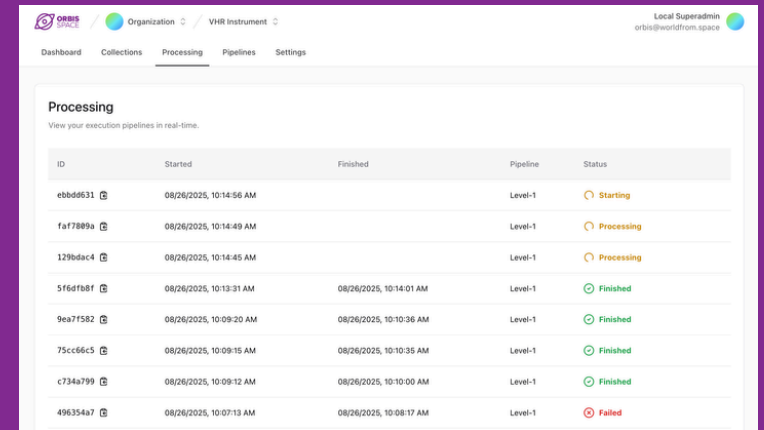 ORBIS
SPACE
Organization
VHR Instrument
Local Superadmin
orbis@worldfrom.space
Dashboard Collections Processing Pipelines Settings
Processing
View your execution pipelines in real-time.
ID Started Finished Pipeline Status
ebbdd631 08/26/2025, 10:14:56 AM Level-1 Starting
faf7809a 08/26/2025, 10:14:49 AM Level-1 Processing
129bdac4 08/26/2025, 10:14:45 AM Level-1 Processing
5f6dfb8f 08/26/2025, 10:13:31 AM 08/26/2025, 10:14:01 AM Level-1 Finished
9ea7f582 08/26/2025, 10:09:20 AM 08/26/2025, 10:10:36 AM Level-1 Finished
75cc66c5 08/26/2025, 10:09:15 AM 08/26/2025, 10:10:35 AM Level-1 Finished
c734a799 08/26/2025, 10:09:12 AM 08/26/2025, 10:10:00 AM Level-1 Finished
496354a7 08/26/2025, 10:07:13 AM 08/26/2025, 10:08:17 AM Level-1 Failed